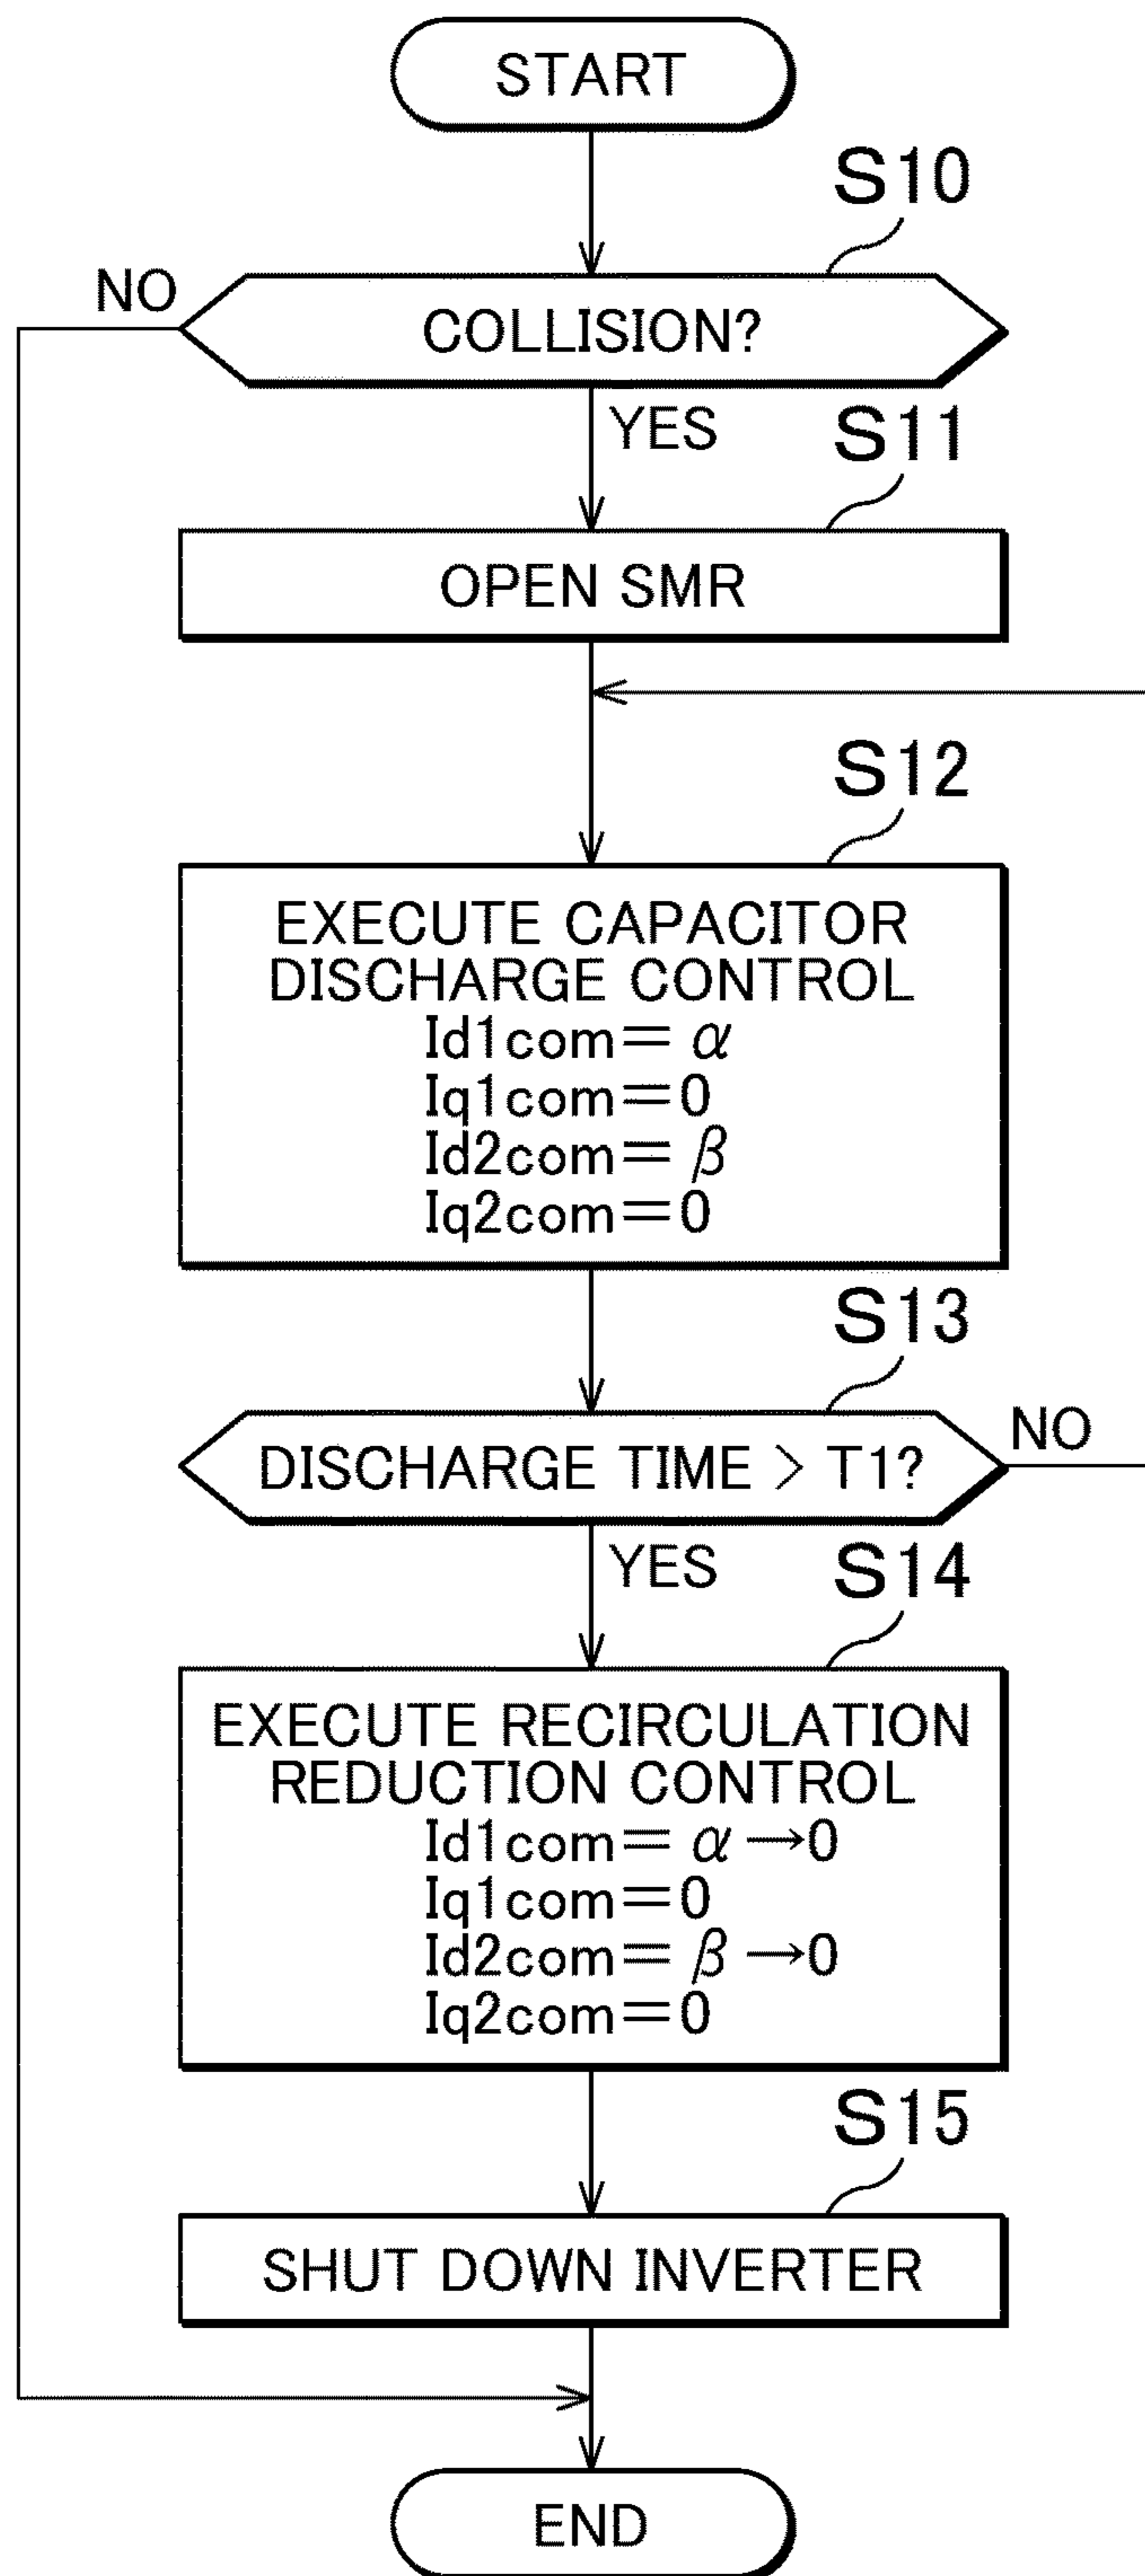 START
S10
NO
COLLISION?
YES
S11
OPEN SMR
S12
EXECUTE CAPACITOR
DISCHARGE CONTROL
Id1com=α
Iq1com=0
Id2com=β
Iq2com=0
S13
DISCHARGE TIME > T1?
NO
YES
S14
EXECUTE RECIRCULATION
REDUCTION CONTROL
Id1com=α→0
Iq1com=0
Id2com=β→0
Iq2com=0
S15
SHUT DOWN INVERTER
END